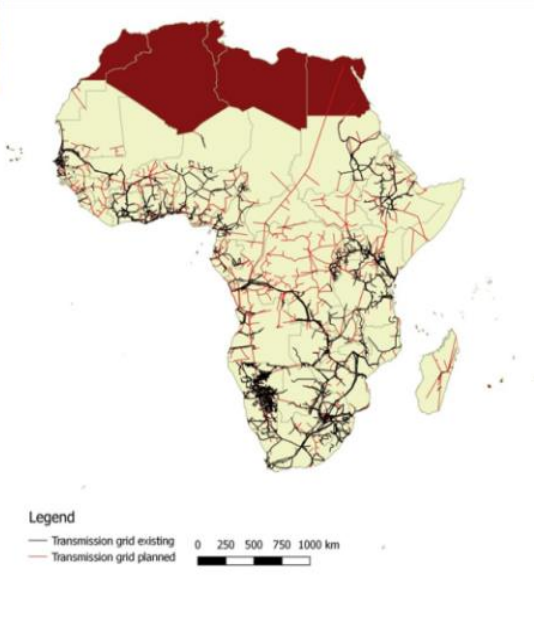 Legend
Transmission grid existing
Transmission grid planned
0 250 500 750 1000 km